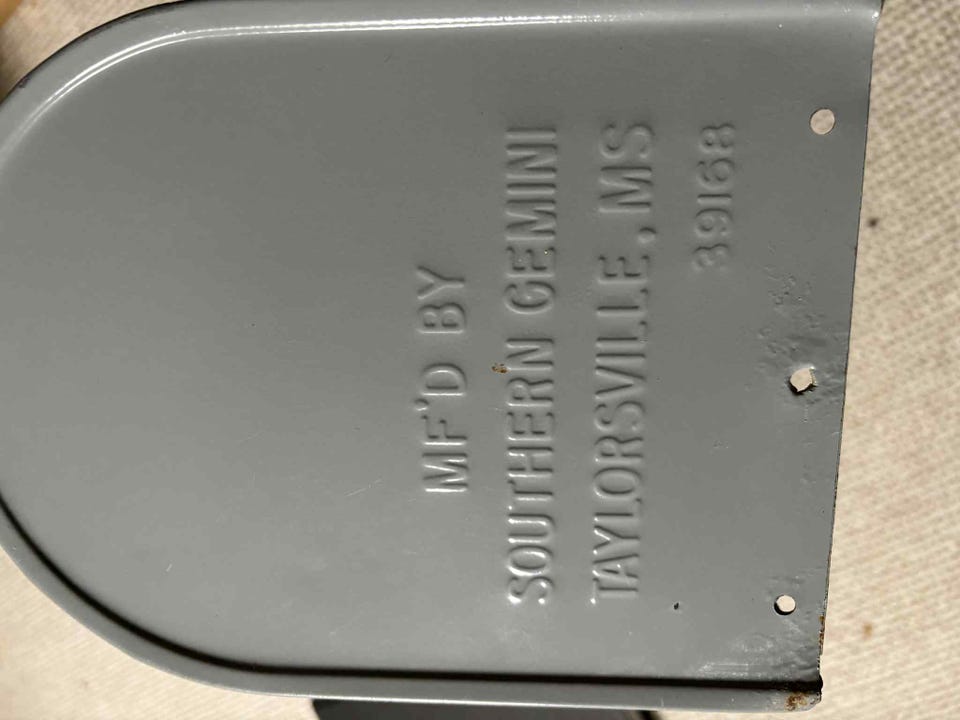 MF'D BY
SOUTHERN GEMINI
TAYLORSVILLE, MS
39168